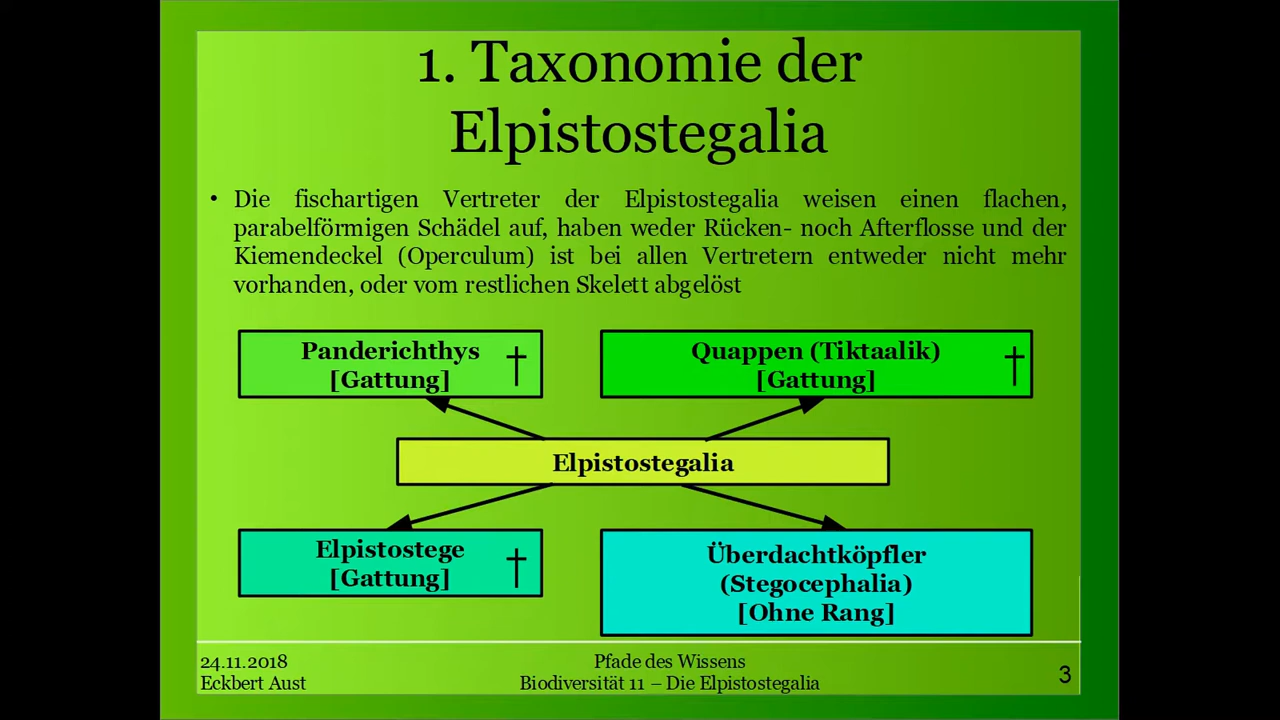 1. Taxonomie der
Elpistostegalia
• Die fischartigen Vertreter der Elpistostegalia weisen einen flachen,
parabelförmigen Schädel auf, haben weder Rücken- noch Afterflosse und der
Kiemendeckel (Operculum) ist bei allen Vertretern entweder nicht mehr
vorhanden, oder vom restlichen Skelett abgelöst
Panderichthys †
[Gattung]
Quappen (Tiktaalik) †
[Gattung]
Elpistostegalia
Elpistostege †
[Gattung]
Überdachtköpfler
(Stegocephalia)
[Ohne Rang]
24.11.2018
Eckbert Aust
Pfade des Wissens
Biodiversität 11 – Die Elpistostegalia
3